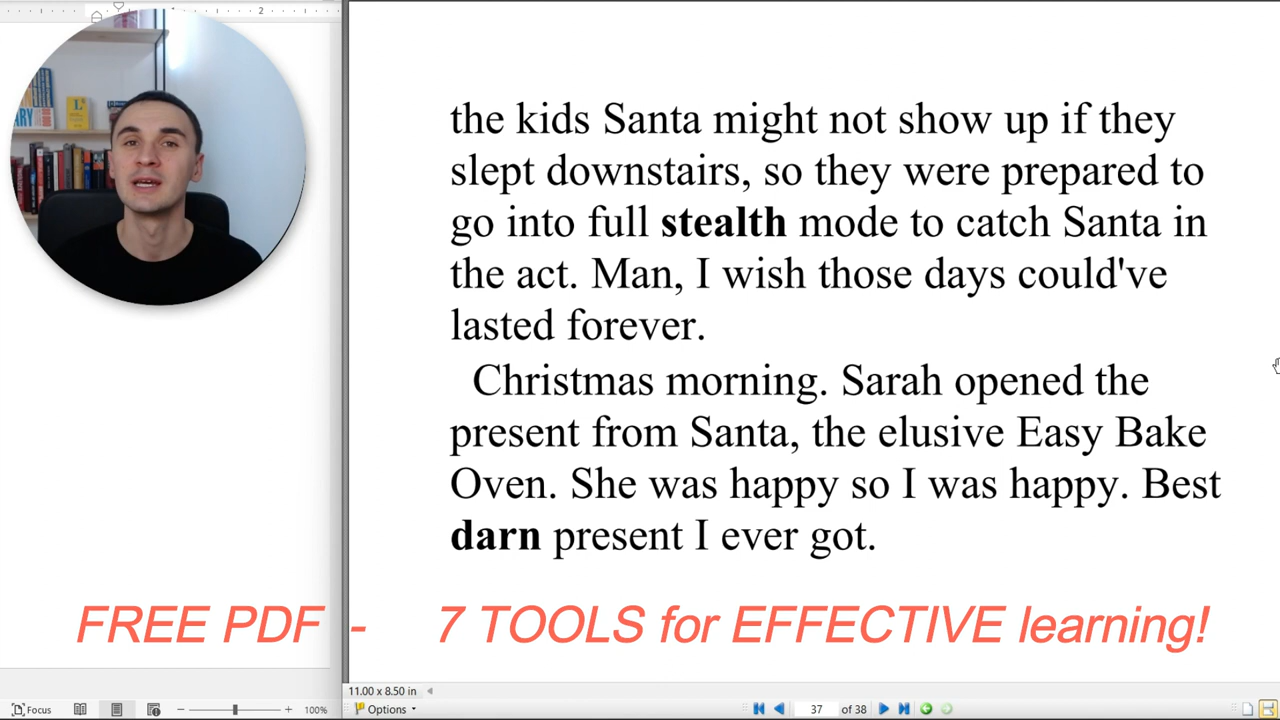 2
the kids Santa might not show up if they
slept downstairs, so they were prepared to
go into full stealth mode to catch Santa in
the act. Man, I wish those days could've
lasted forever.
Christmas morning. Sarah opened the
present from Santa, the elusive Easy Bake
Oven. She was happy so I was happy. Best
darn present I ever got.
FREE PDF - 7 TOOLS for EFFECTIVE learning!
11.00 x 8.50 in
Focus
100%
Options
37 of 38